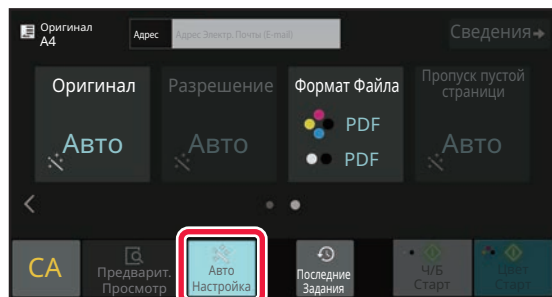 Оригинал
A4
Адрес
Адрес Электр. Почты (E-mail)
Сведения
Оригинал
Авто
Разрешение
Авто
Формат Файла
PDF
PDF
Пропуск пустой
страници
Авто
CA
Предварит.
Просмотр
Авто
Настройка
Последние
Задания
Ч/Б
Старт
Цвет
Старт